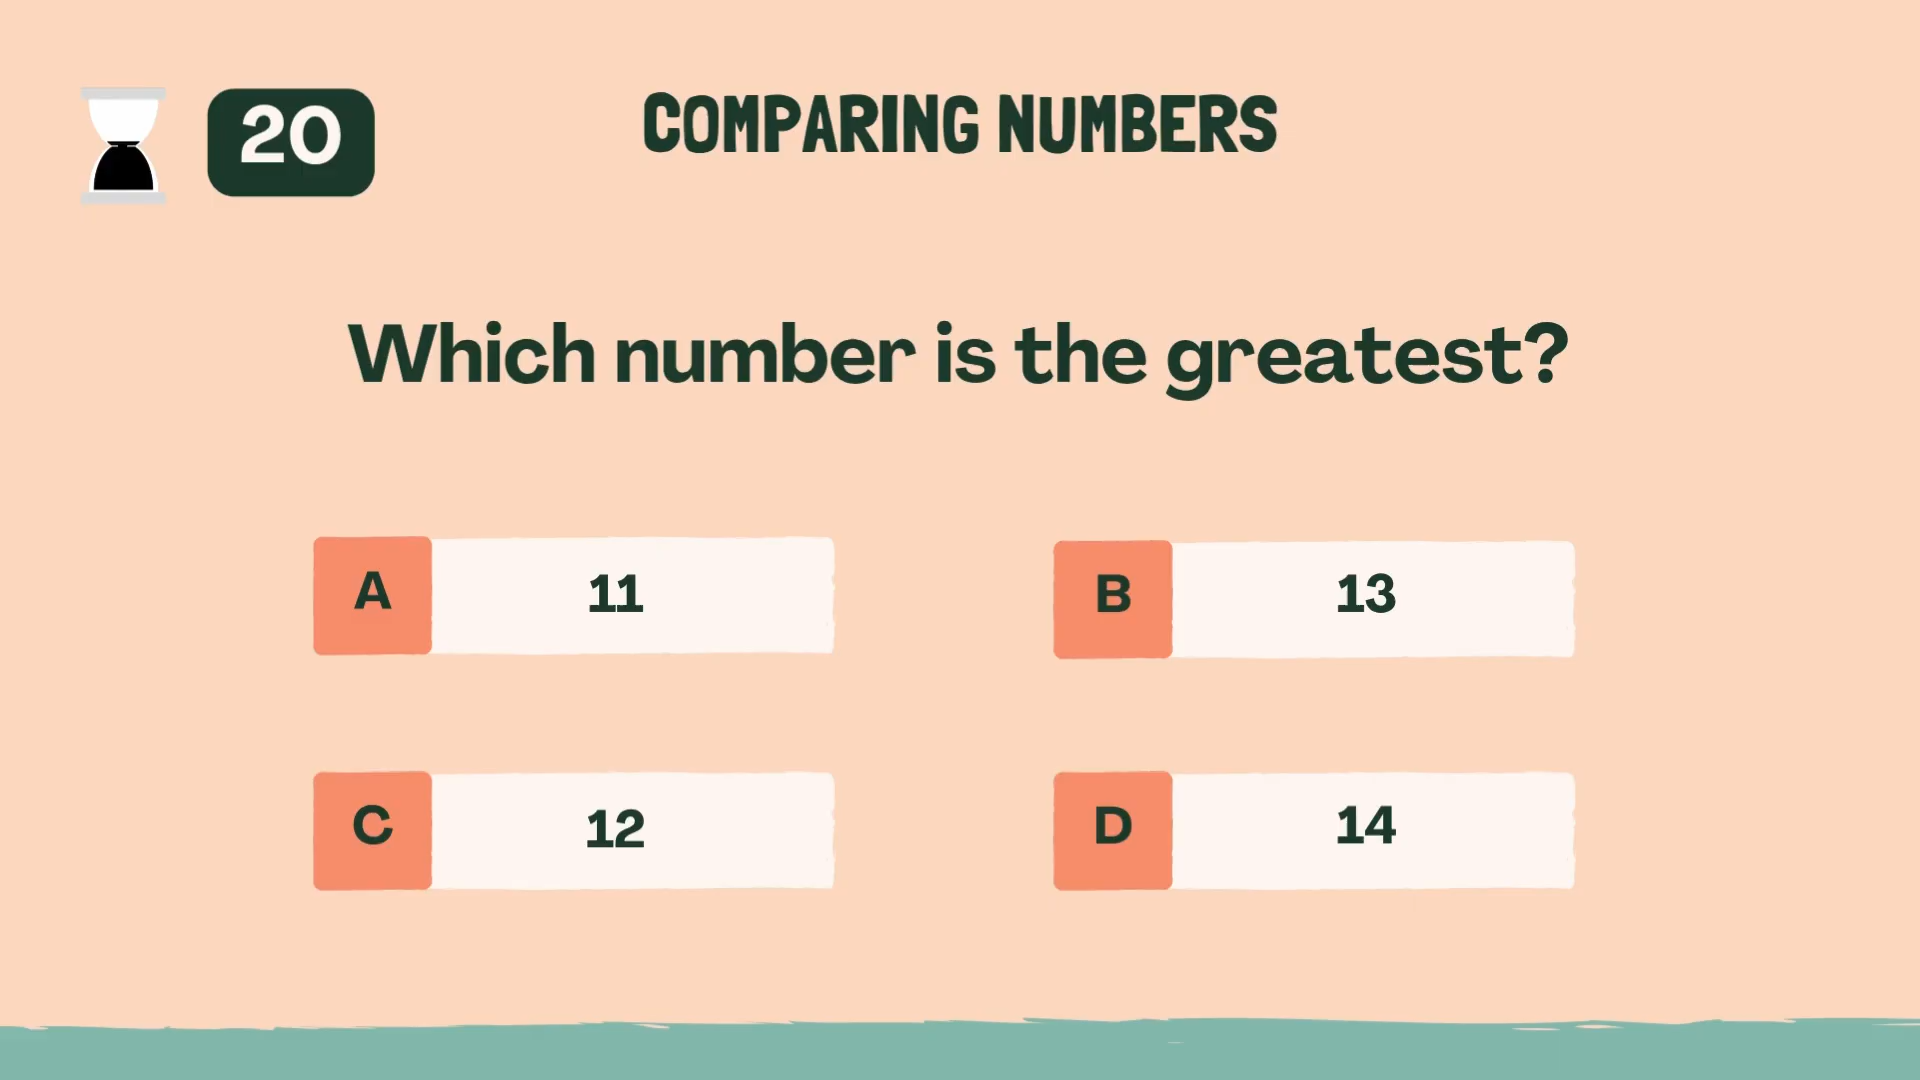 20
COMPARING NUMBERS
Which number is the greatest?
A 11
B 13
C 12
D 14